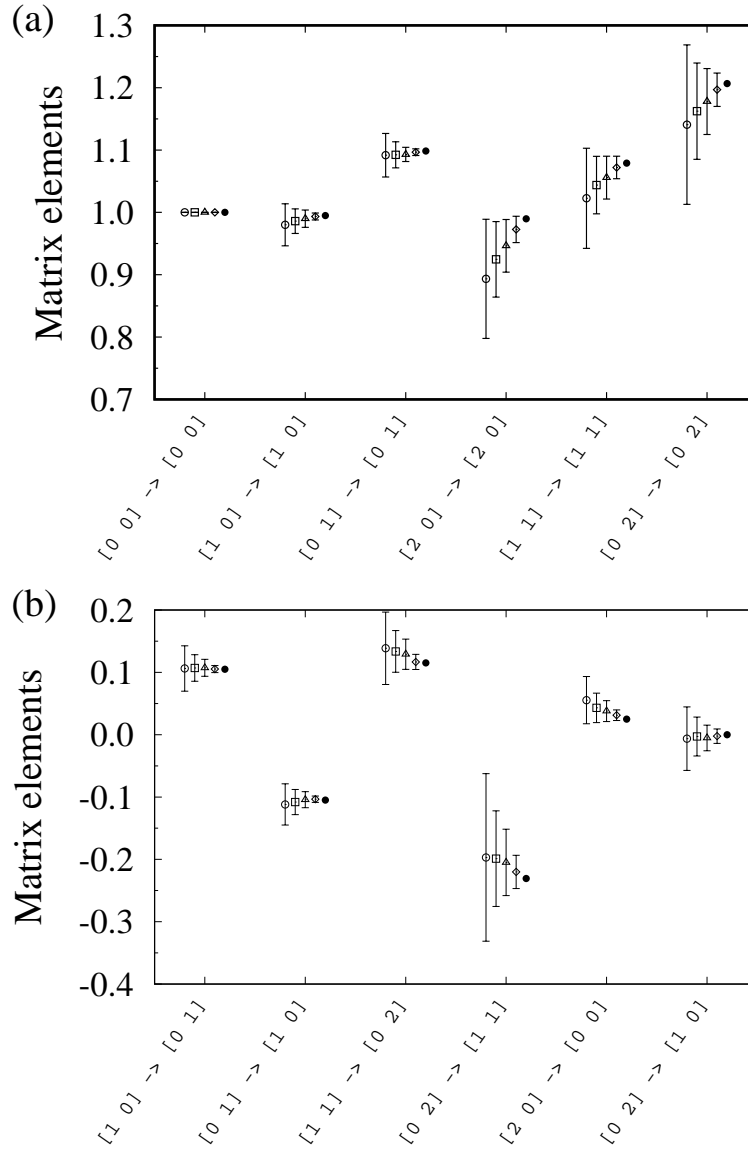 (a)
Matrix elements
1.3
1.2
1.1
1.0
0.9
0.8
0.7
[0 0] -> [0 0]
[1 0] -> [1 0]
[0 1] -> [0 1]
[2 0] -> [2 0]
[1 1] -> [1 1]
[0 2] -> [0 2]
(b)
Matrix elements
0.2
0.1
0.0
-0.1
-0.2
-0.3
-0.4
[1 0] -> [0 1]
[0 1] -> [1 0]
[1 1] -> [0 2]
[0 2] -> [1 1]
[2 0] -> [0 0]
[0 2] -> [1 0]